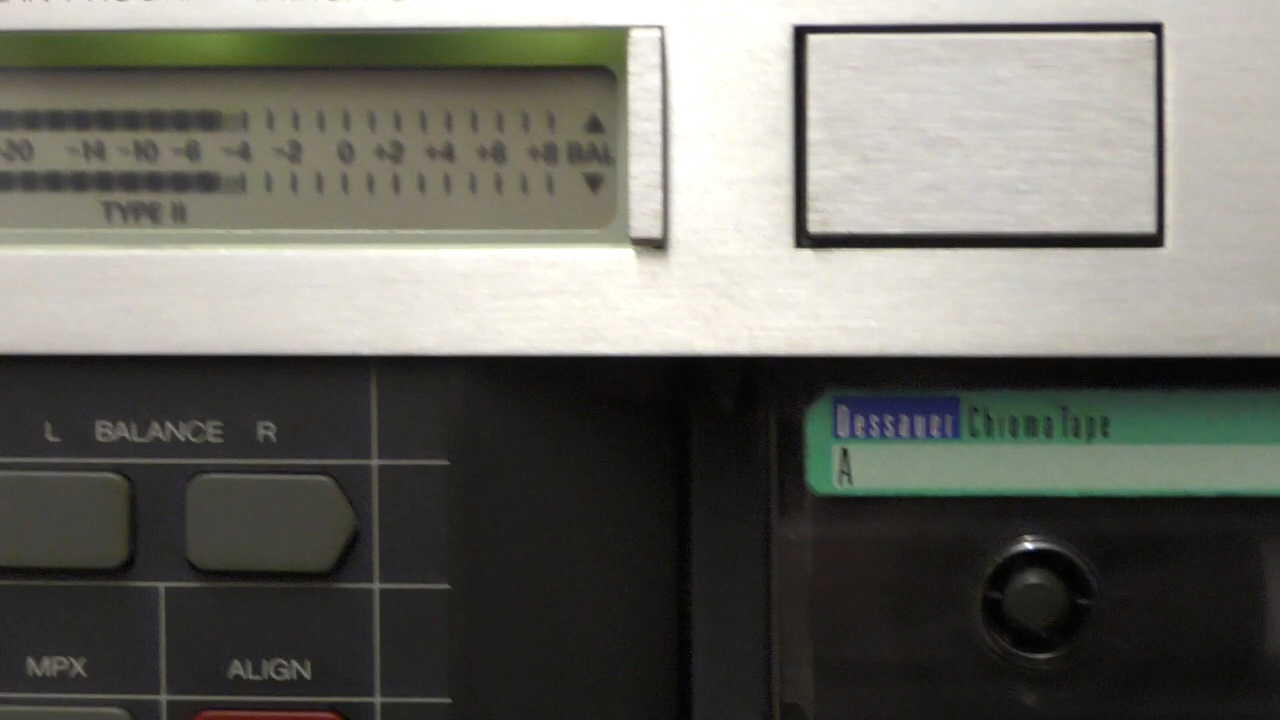 -20 -14 -10 -6 -4 -2 0 +2 +4 +6 +8 BAL
TYPE II
L BALANCE R
Dessauer ChromaTape
A
MPX ALIGN